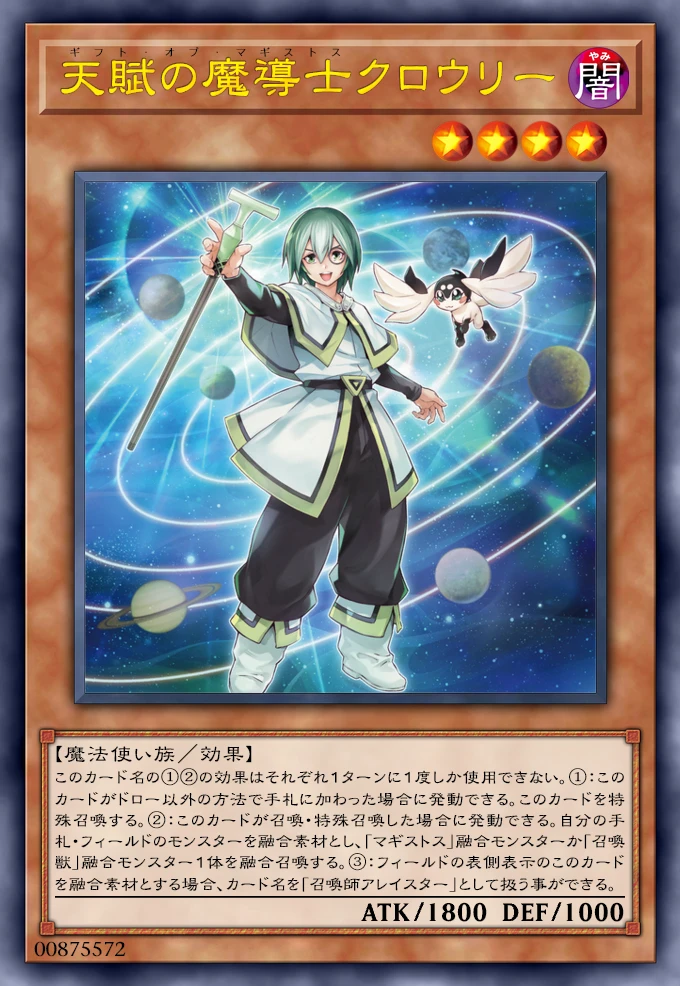 ギフト・オブ・マギストス
天賦の魔導士クロウリー
やみ
闇
【魔法使い族／効果】
このカード名の①②の効果はそれぞれ１ターンに１度しか使用できない。①：この
カードがドロー以外の方法で手札に加わった場合に発動できる。このカードを特
殊召喚する。②：このカードが召喚・特殊召喚した場合に発動できる。自分の手
札・フィールドのモンスターを融合素材とし、「マギストス」融合モンスターか「召喚
獣」融合モンスター１体を融合召喚する。③：フィールドの表側表示のこのカード
を融合素材とする場合、カード名を「召喚師アレイスター」として扱う事ができる。
ATK/1800 DEF/1000
00875572